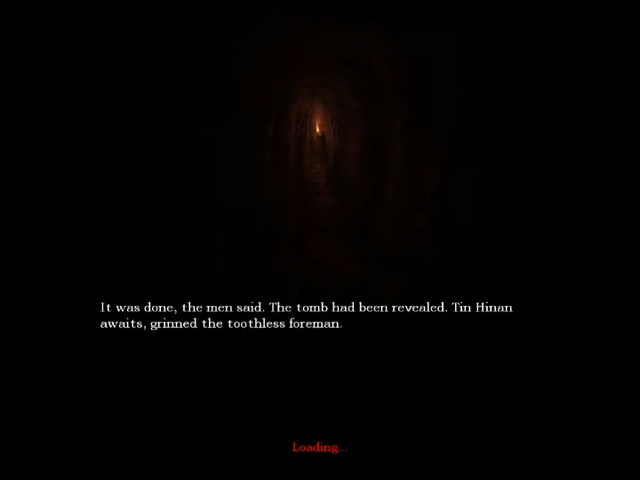 It was done, the men said. The tomb had been revealed. Tin Hinan
awaits, grinned the toothless foreman.
Loading...